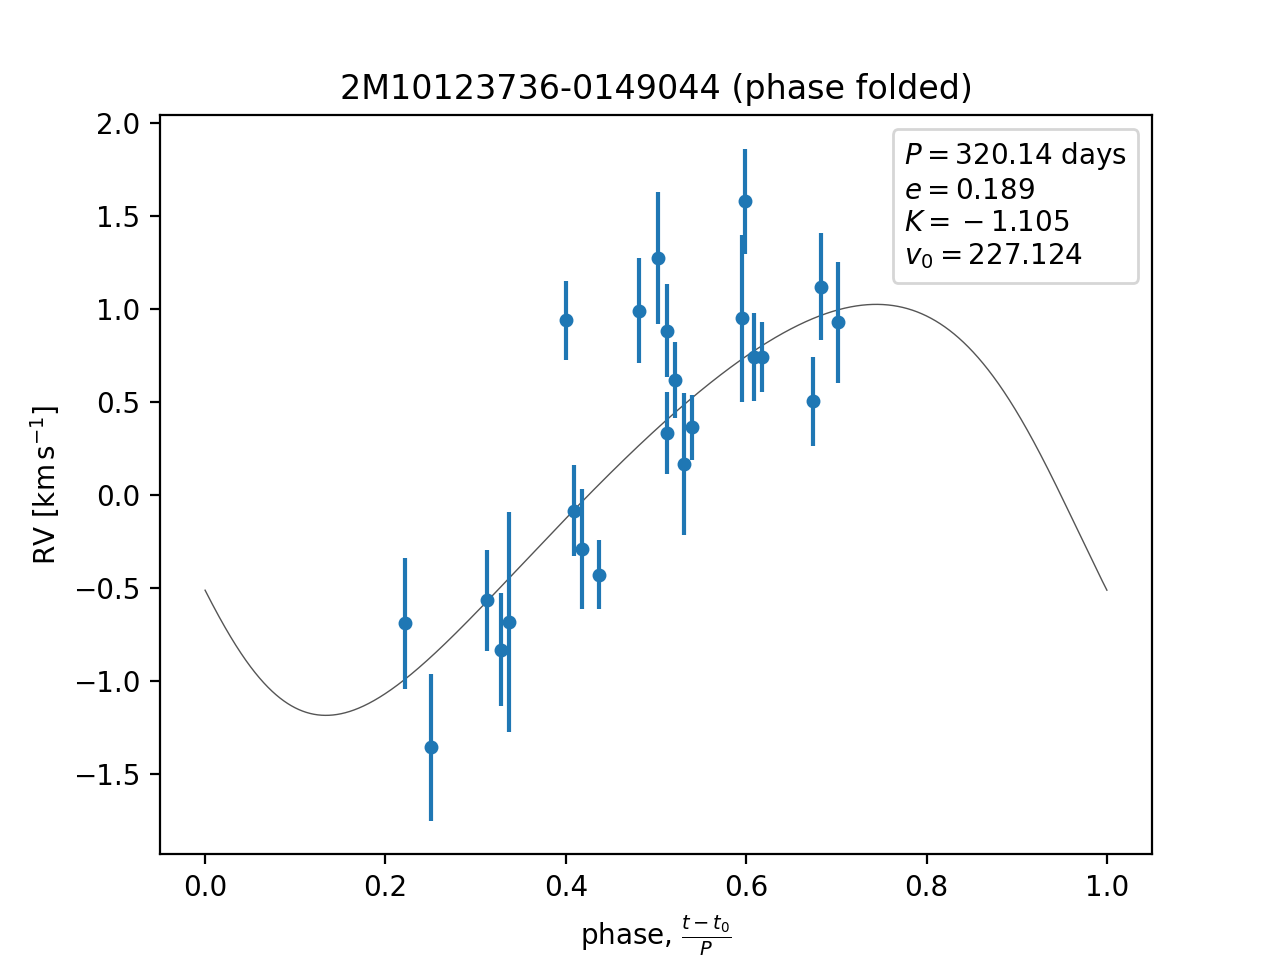 2M10123736-0149044 (phase folded)
P = 320.14 days
e = 0.189
K = −1.105
v₀ = 227.124
2.0
1.5
1.0
0.5
0.0
−0.5
−1.0
−1.5
RV [km s⁻¹]
0.0 0.2 0.4 0.6 0.8 1.0
phase, (t − t₀)/P